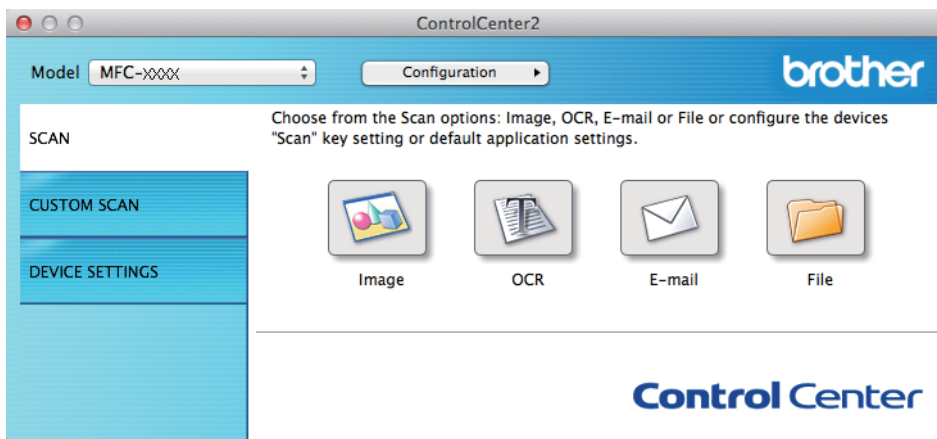 ControlCenter2
Model MFC-XXXX Configuration
brother
SCAN
Choose from the Scan options: Image, OCR, E-mail or File or configure the devices
"Scan" key setting or default application settings.
CUSTOM SCAN
DEVICE SETTINGS
Image OCR E-mail File
Control Center